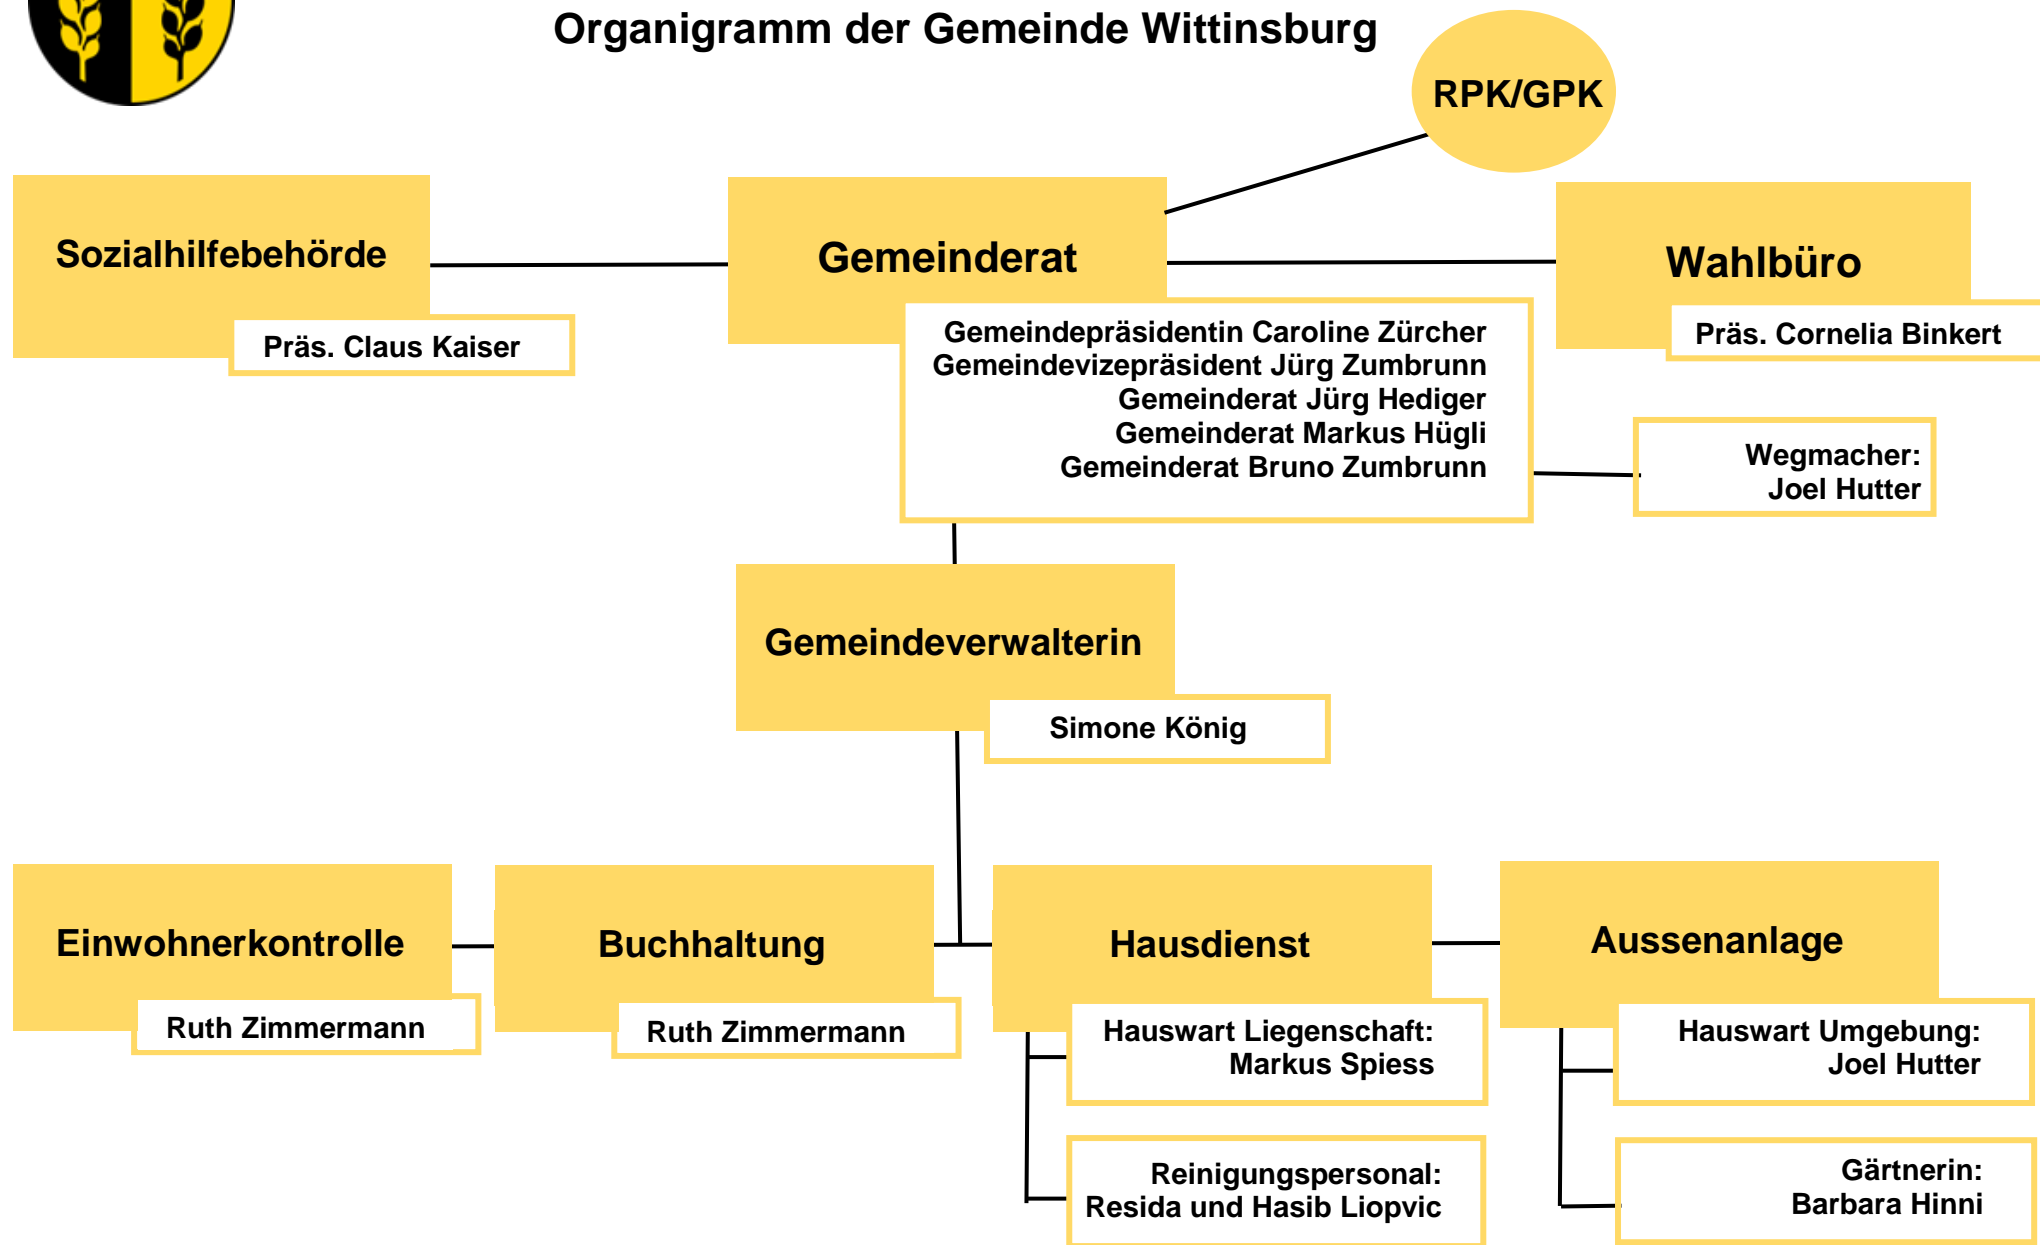 Organigramm der Gemeinde Wittinsburg
RPK/GPK
Sozialhilfebehörde
Präs. Claus Kaiser
Gemeinderat
Gemeindepräsidentin Caroline Zürcher
Gemeindevizepräsident Jürg Zumbrunn
Gemeinderat Jürg Hediger
Gemeinderat Markus Hügli
Gemeinderat Bruno Zumbrunn
Wahlbüro
Präs. Cornelia Binkert
Wegmacher:
Joel Hutter
Gemeindeverwalterin
Simone König
Einwohnerkontrolle
Ruth Zimmermann
Buchhaltung
Ruth Zimmermann
Hausdienst
Hauswart Liegenschaft:
Markus Spiess
Reinigungspersonal:
Resida und Hasib Liopvic
Aussenanlage
Hauswart Umgebung:
Joel Hutter
Gärtnerin:
Barbara Hinni